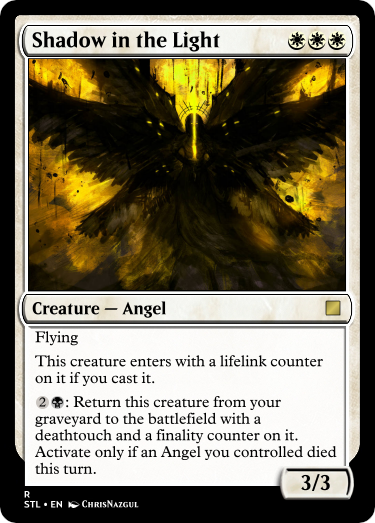 Shadow in the Light
Creature — Angel
Flying
This creature enters with a lifelink counter
on it if you cast it.
2: Return this creature from your
graveyard to the battlefield with a
deathtouch and a finality counter on it.
Activate only if an Angel you controlled died
this turn.
3/3
R
STL • EN ChrisNazgul